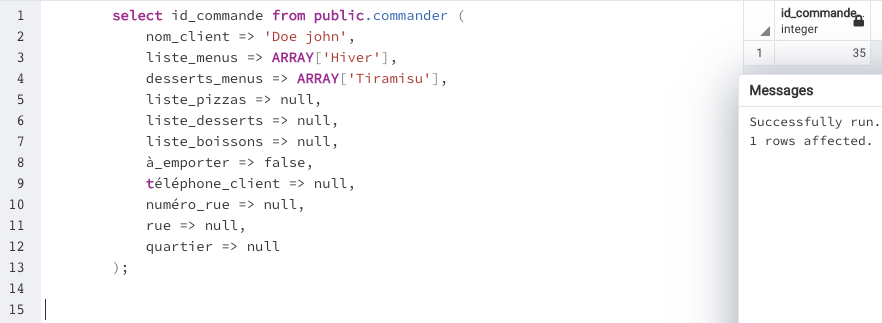 1 select id_commande from public.commander (
2 nom_client => 'Doe john',
3 liste_menus => ARRAY['Hiver'],
4 desserts_menus => ARRAY['Tiramisu'],
5 liste_pizzas => null,
6 liste_desserts => null,
7 liste_boissons => null,
8 à_emporter => false,
9 téléphone_client => null,
10 numéro_rue => null,
11 rue => null,
12 quartier => null
13 );
14
15
id_commande
integer
1 35
Messages
Successfully run.
1 rows affected.